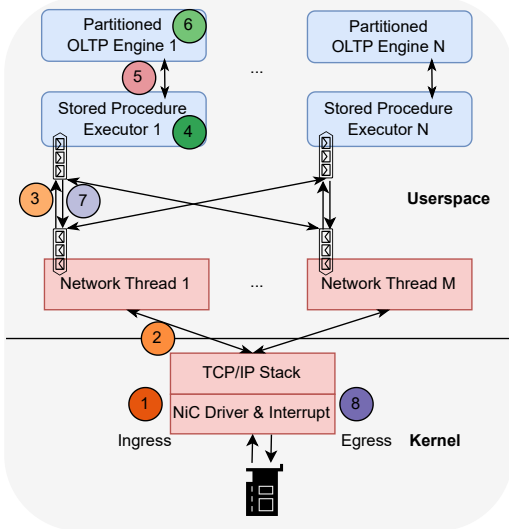 Partitioned
OLTP Engine 1
6
Partitioned
OLTP Engine N
5
...
Stored Procedure
Executor 1
4
Stored Procedure
Executor N
3
7
Userspace
Network Thread 1
...
Network Thread M
2
TCP/IP Stack
1
NiC Driver & Interrupt
8
Ingress
Egress
Kernel